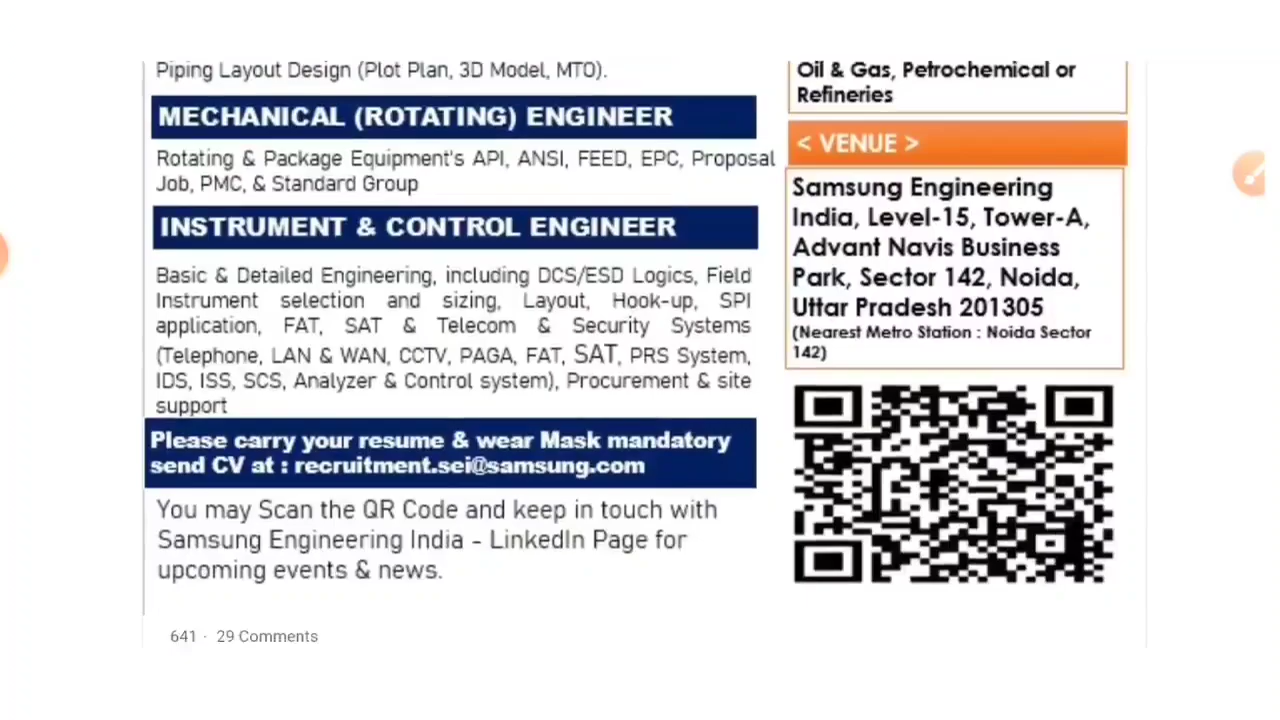 Piping Layout Design (Plot Plan, 3D Model, MTO).
MECHANICAL (ROTATING) ENGINEER
Rotating & Package Equipment's API, ANSI, FEED, EPC, Proposal
Job, PMC, & Standard Group
INSTRUMENT & CONTROL ENGINEER
Basic & Detailed Engineering, including DCS/ESD Logics, Field
Instrument selection and sizing, Layout, Hook-up, SPI
application, FAT, SAT & Telecom & Security Systems
(Telephone, LAN & WAN, CCTV, PAGA, FAT, SAT, PRS System,
IDS, ISS, SCS, Analyzer & Control system), Procurement & site
support
Please carry your resume & wear Mask mandatory
send CV at : recruitment.sei@samsung.com
You may Scan the QR Code and keep in touch with
Samsung Engineering India - LinkedIn Page for
upcoming events & news.
Oil & Gas, Petrochemical or
Refineries
< VENUE >
Samsung Engineering
India, Level-15, Tower-A,
Advant Navis Business
Park, Sector 142, Noida,
Uttar Pradesh 201305
(Nearest Metro Station : Noida Sector
142)
641 · 29 Comments